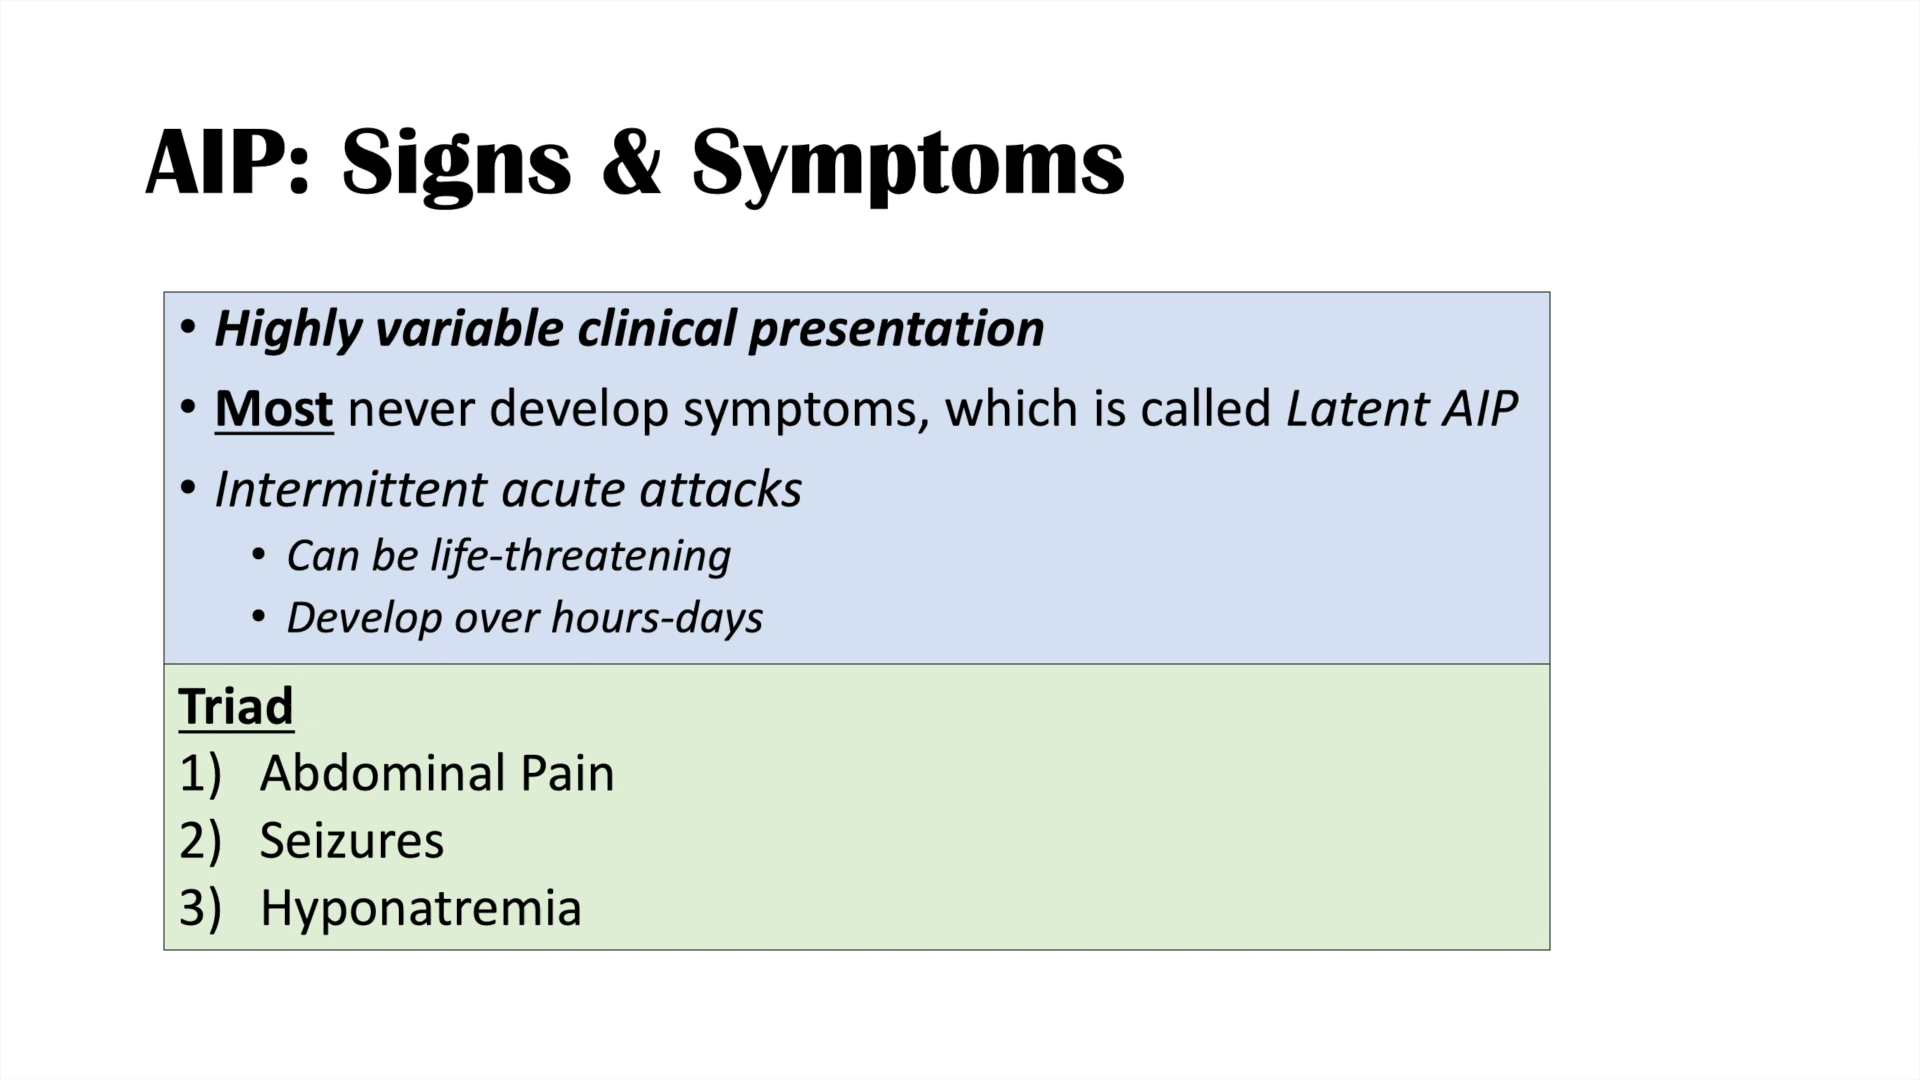 AIP: Signs & Symptoms
• Highly variable clinical presentation
• Most never develop symptoms, which is called Latent AIP
• Intermittent acute attacks
• Can be life-threatening
• Develop over hours-days
Triad
1) Abdominal Pain
2) Seizures
3) Hyponatremia